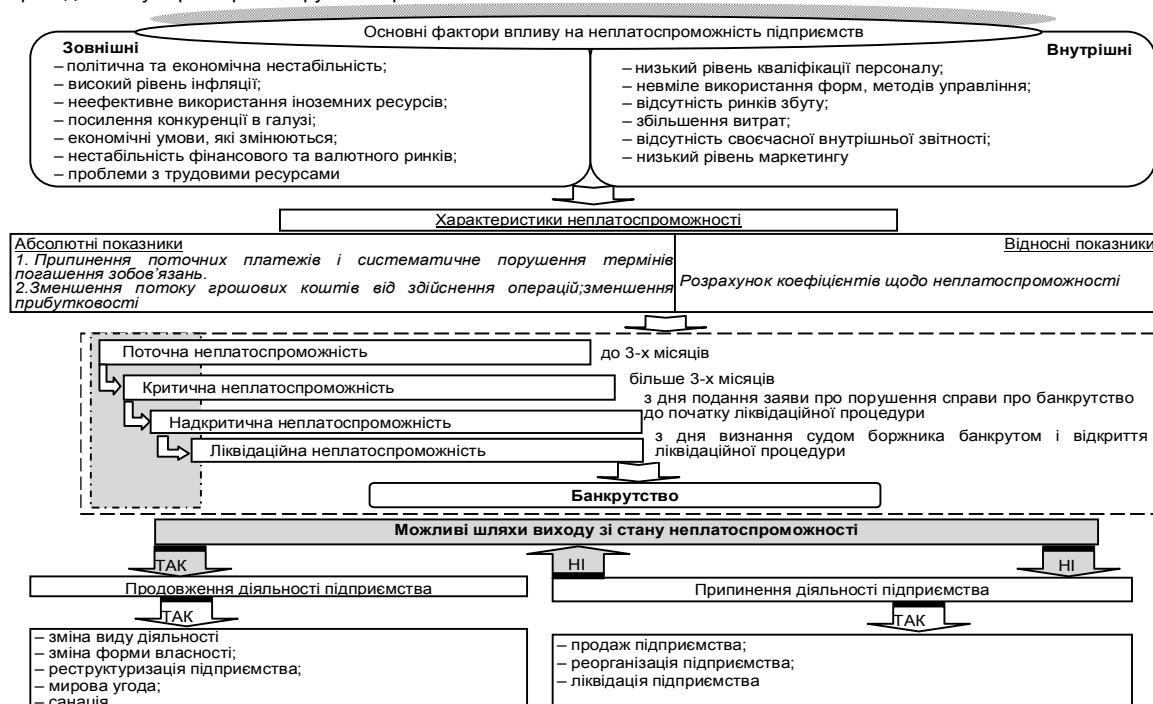 Основні фактори впливу на неплатоспроможність підприємств
Зовнішні
– політична та економічна нестабільність;
– високий рівень інфляції;
– неефективне використання іноземних ресурсів;
– посилення конкуренції в галузі;
– економічні умови, які змінюються;
– нестабільність фінансового та валютного ринків;
– проблеми з трудовими ресурсами
Внутрішні
– низький рівень кваліфікації персоналу;
– невміле використання форм, методів управління;
– відсутність ринків збуту;
– збільшення витрат;
– відсутність своєчасної внутрішньої звітності;
– низький рівень маркетингу
Характеристики неплатоспроможності
Абсолютні показники
1. Припинення поточних платежів і систематичне порушення термінів
погашення зобов’язань.
2.Зменшення потоку грошових коштів від здійснення операцій;зменшення
прибутковості
Відносні показники
Розрахунок коефіцієнтів щодо неплатоспроможності
Поточна неплатоспроможність
до 3-х місяців
Критична неплатоспроможність
більше 3-х місяців
Надкритична неплатоспроможність
з дня подання заяви про порушення справи про банкрутство
до початку ліквідаційної процедури
Ліквідаційна неплатоспроможність
з дня визнання судом боржника банкрутом і відкриття
ліквідаційної процедури
Банкрутство
Можливі шляхи виходу зі стану неплатоспроможності
ТАК
НІ
НІ
Продовження діяльності підприємства
Припинення діяльності підприємства
ТАК
ТАК
– зміна виду діяльності
– зміна форми власності;
– реструктуризація підприємства;
– мирова угода;
– санація
– продаж підприємства;
– реорганізація підприємства;
– ліквідація підприємства